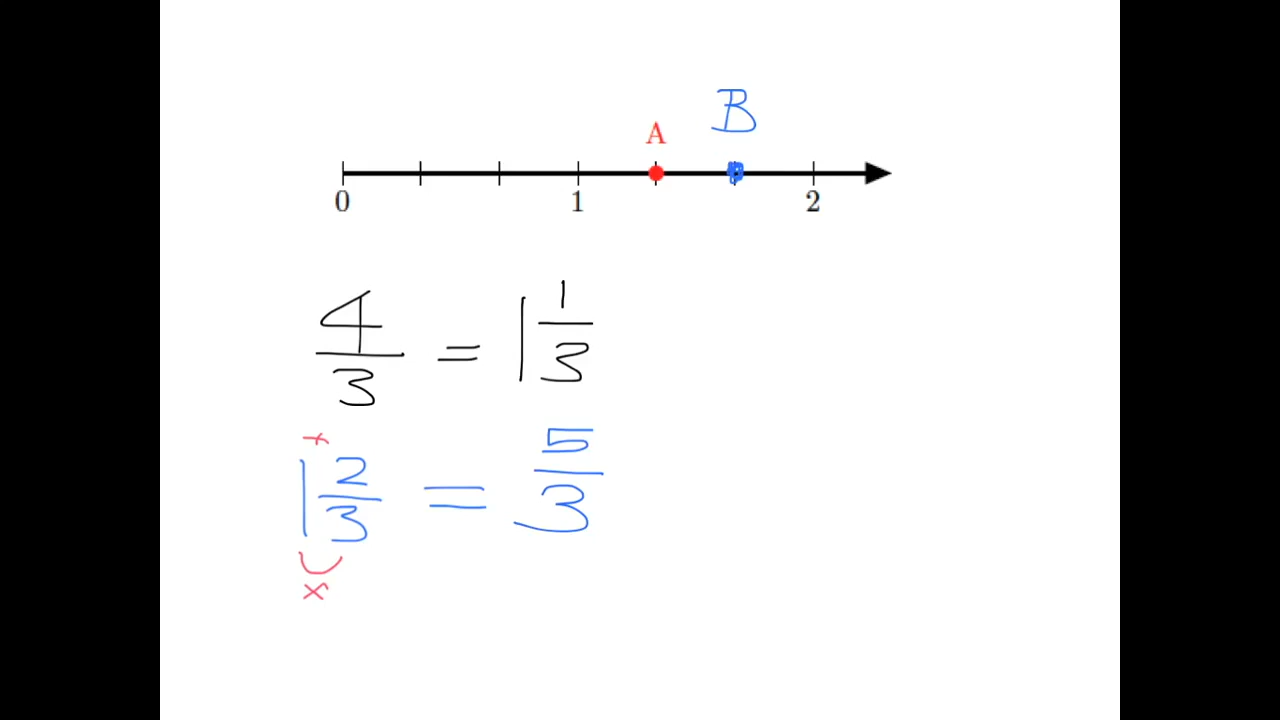 B
A
0 1 2
4/3 = 1 1/3
+
1 2/3 = 5/3
x